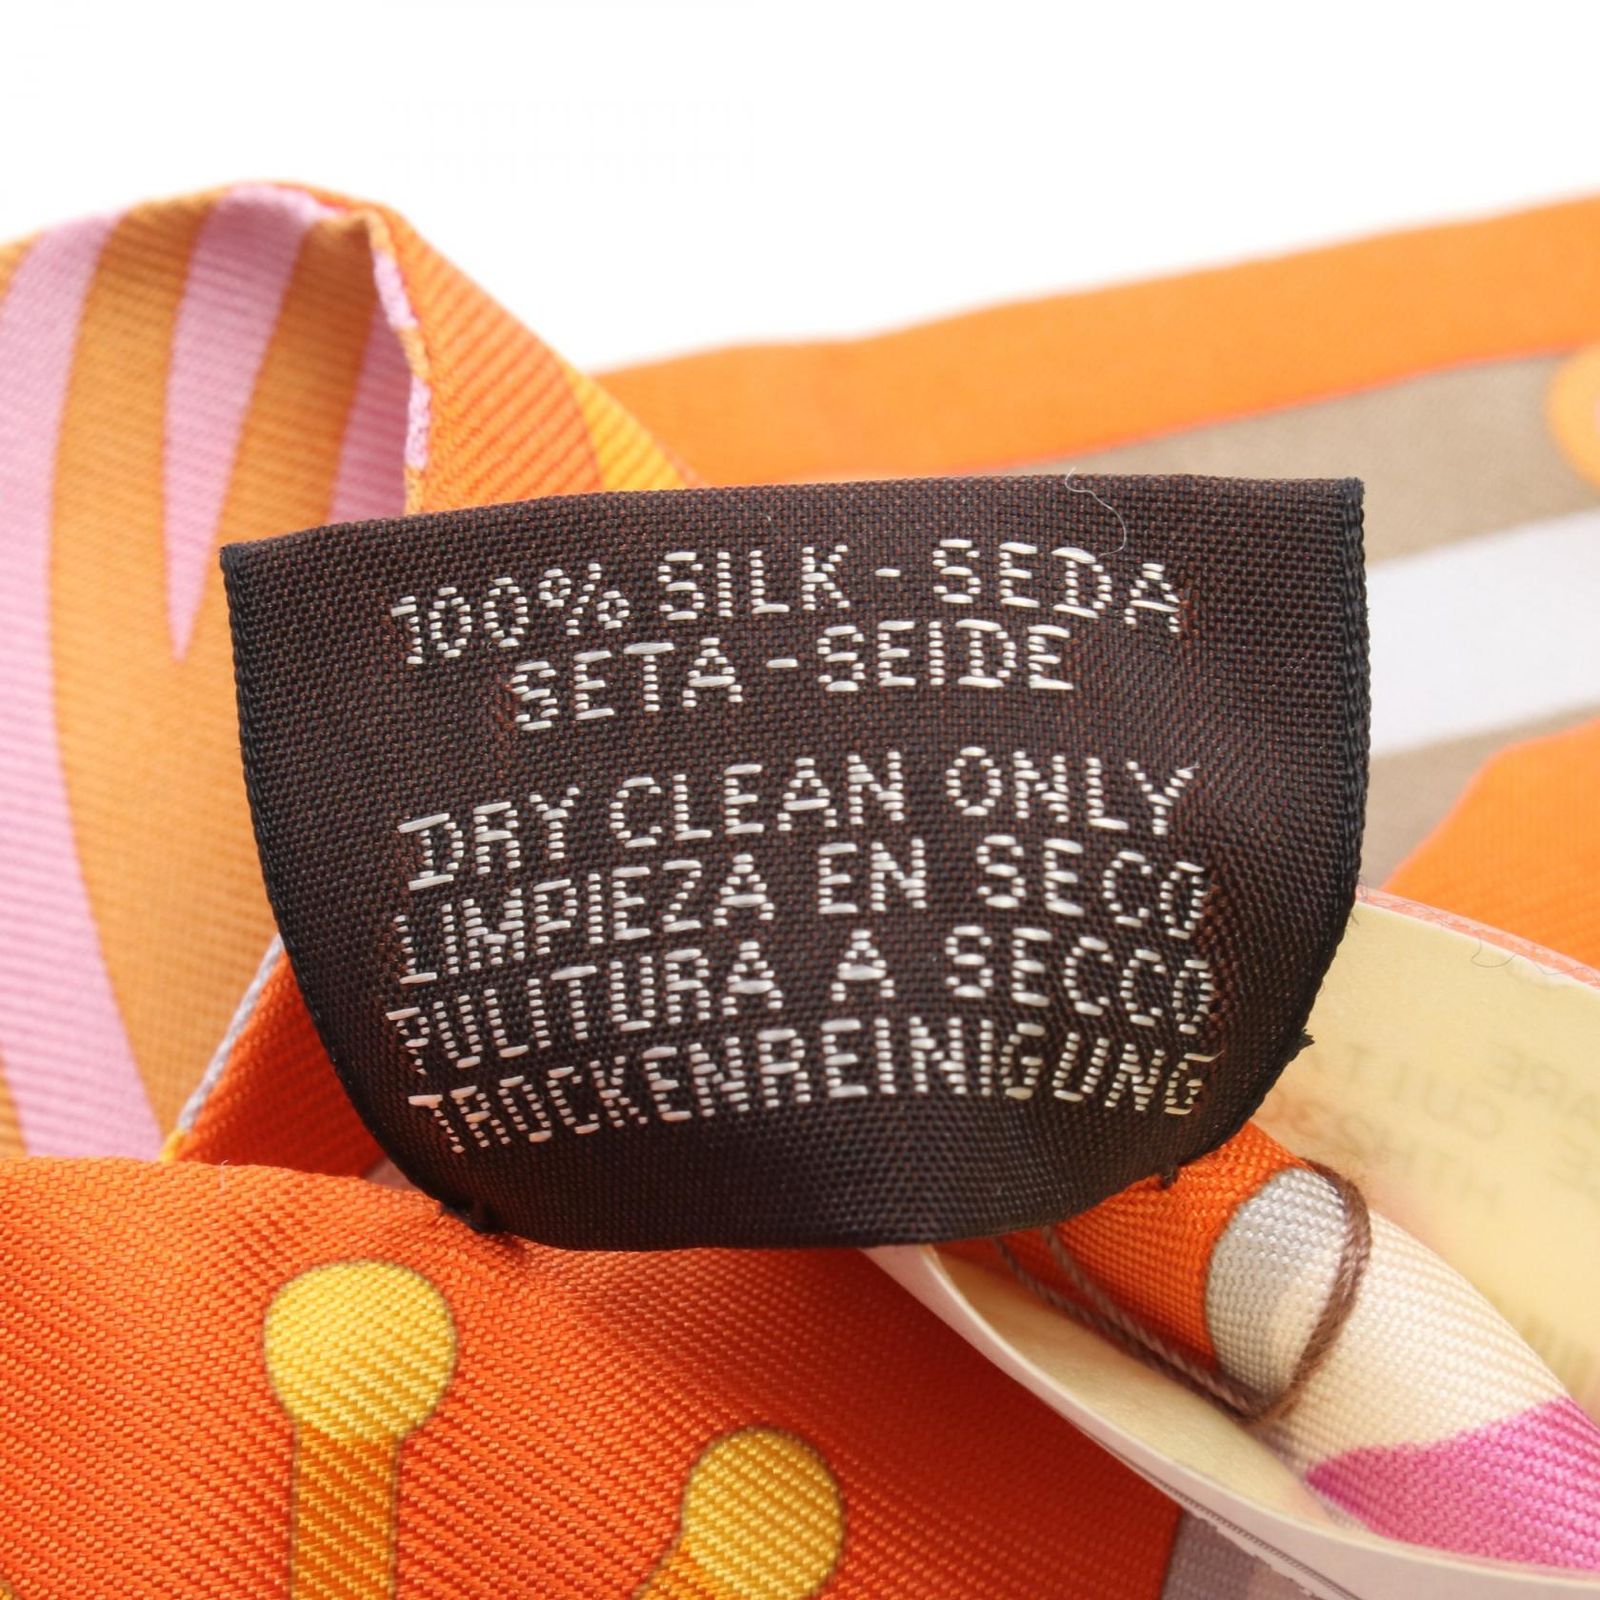 100% SILK - SEDA
SETA - SEIDE
DRY CLEAN ONLY
LIMPIEZA EN SECO
PULITURA A SECCO
TROCKENREINIGUNG